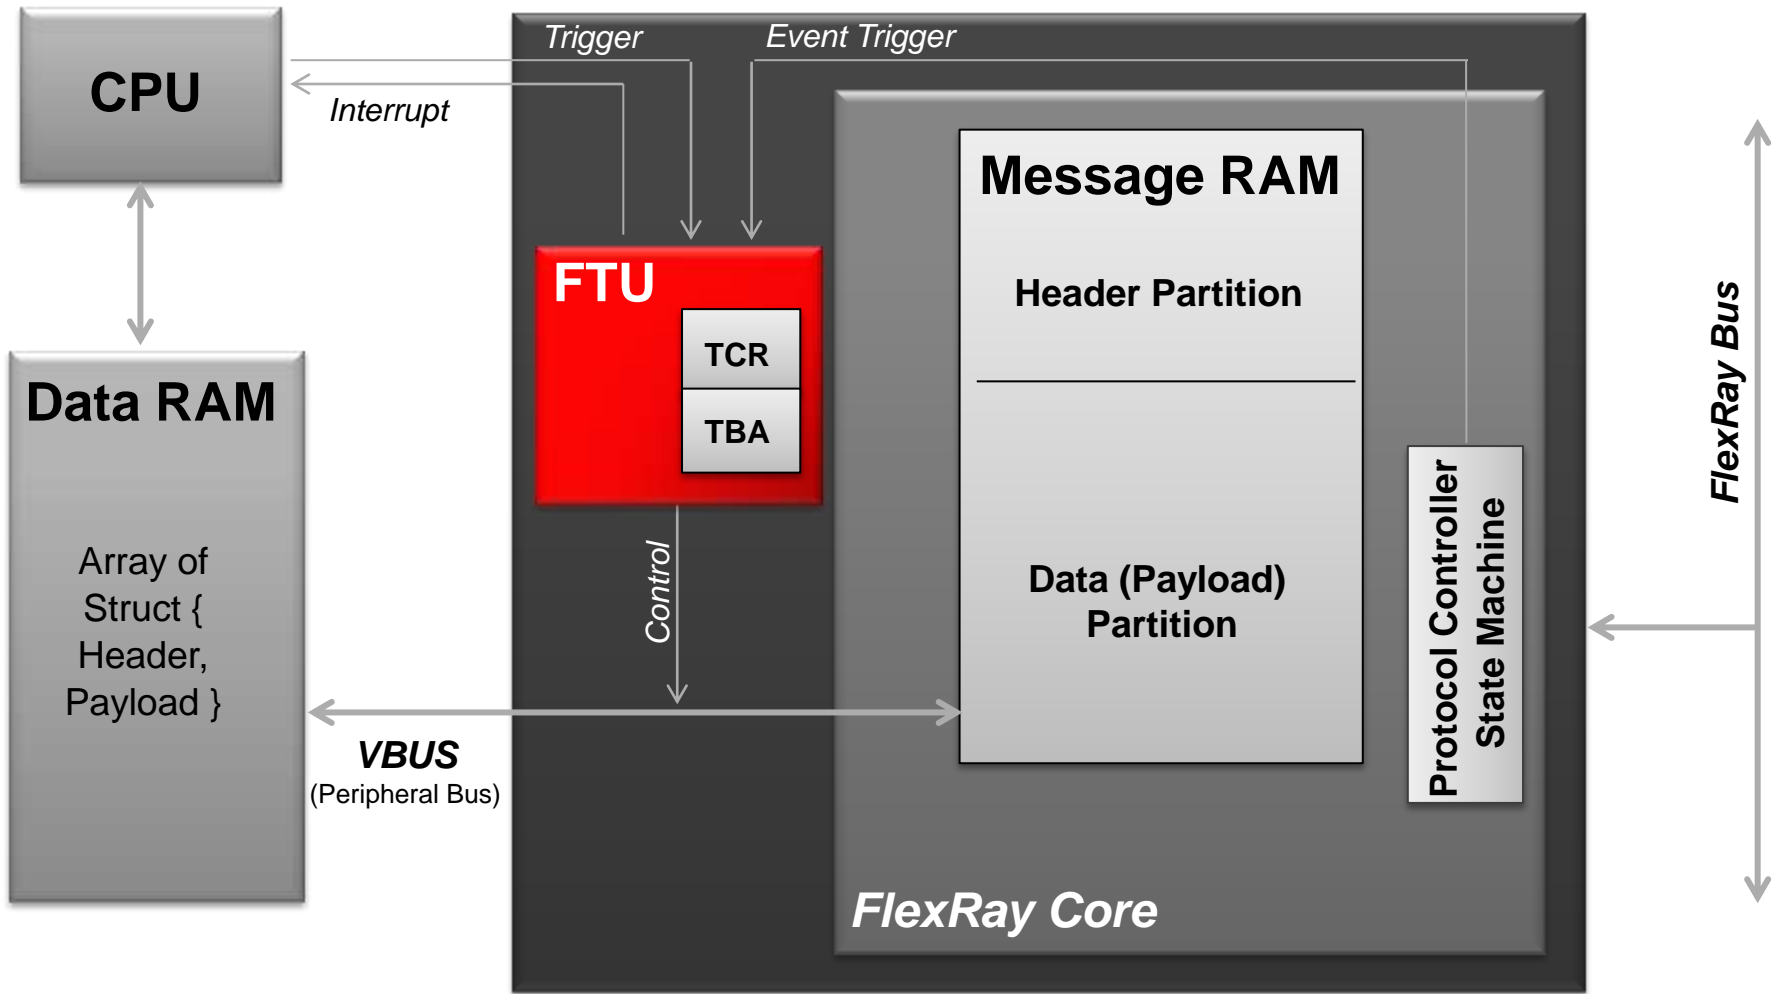 Trigger
Event Trigger
CPU
Interrupt
Message RAM
Header Partition
FTU
TCR
TBA
Data RAM
Array of
Struct {
Header,
Payload }
Control
Data (Payload)
Partition
Protocol Controller
State Machine
FlexRay Bus
VBUS
(Peripheral Bus)
FlexRay Core